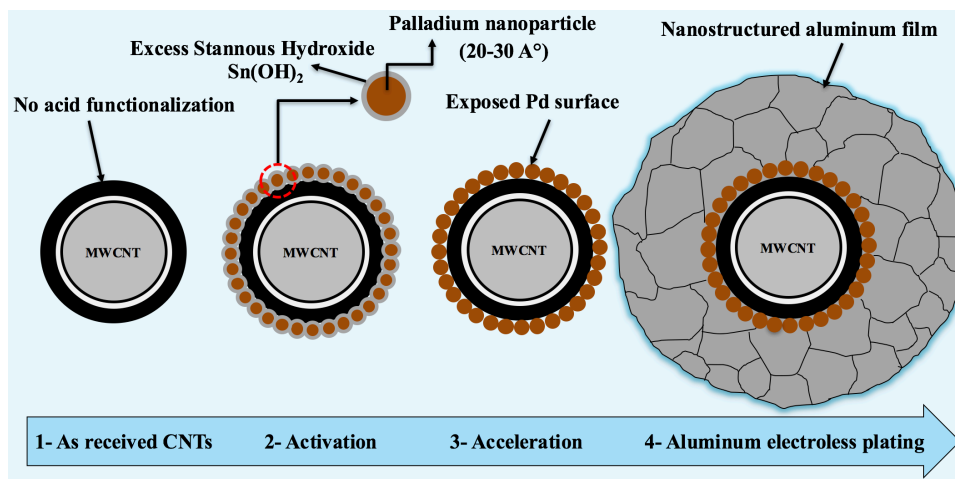 Palladium nanoparticle
(20-30 A°)
Excess Stannous Hydroxide
Sn(OH)₂
Nanostructured aluminum film
No acid functionalization
Exposed Pd surface
MWCNT
MWCNT
MWCNT
MWCNT
1- As received CNTs
2- Activation
3- Acceleration
4- Aluminum electroless plating